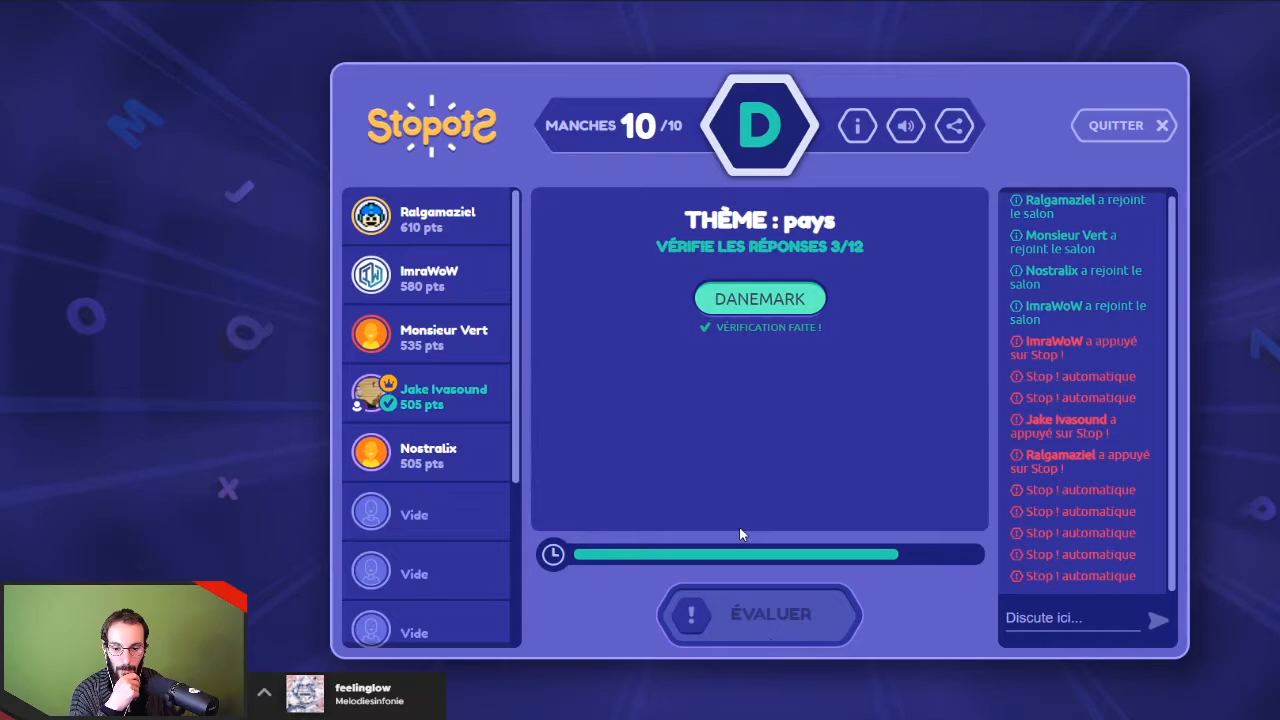 StopotS
MANCHES 10 /10
D
QUITTER
Ralgamaziel
610 pts
ImraWoW
580 pts
Monsieur Vert
535 pts
Jake Ivasound
505 pts
Nostralix
505 pts
Vide
Vide
Vide
THÈME : pays
VÉRIFIE LES RÉPONSES 3/12
DANEMARK
VÉRIFICATION FAITE !
! ÉVALUER
Ralgamaziel a rejoint
le salon
Monsieur Vert a
rejoint le salon
Nostralix a rejoint le
salon
ImraWoW a rejoint le
salon
ImraWoW a appuyé
sur Stop !
Stop ! automatique
Stop ! automatique
Jake Ivasound a
appuyé sur Stop !
Ralgamaziel a appuyé
sur Stop !
Stop ! automatique
Stop ! automatique
Stop ! automatique
Stop ! automatique
Stop ! automatique
Discute ici...
feelinglow
Melodiesinfonie
M
J
O
Q
X